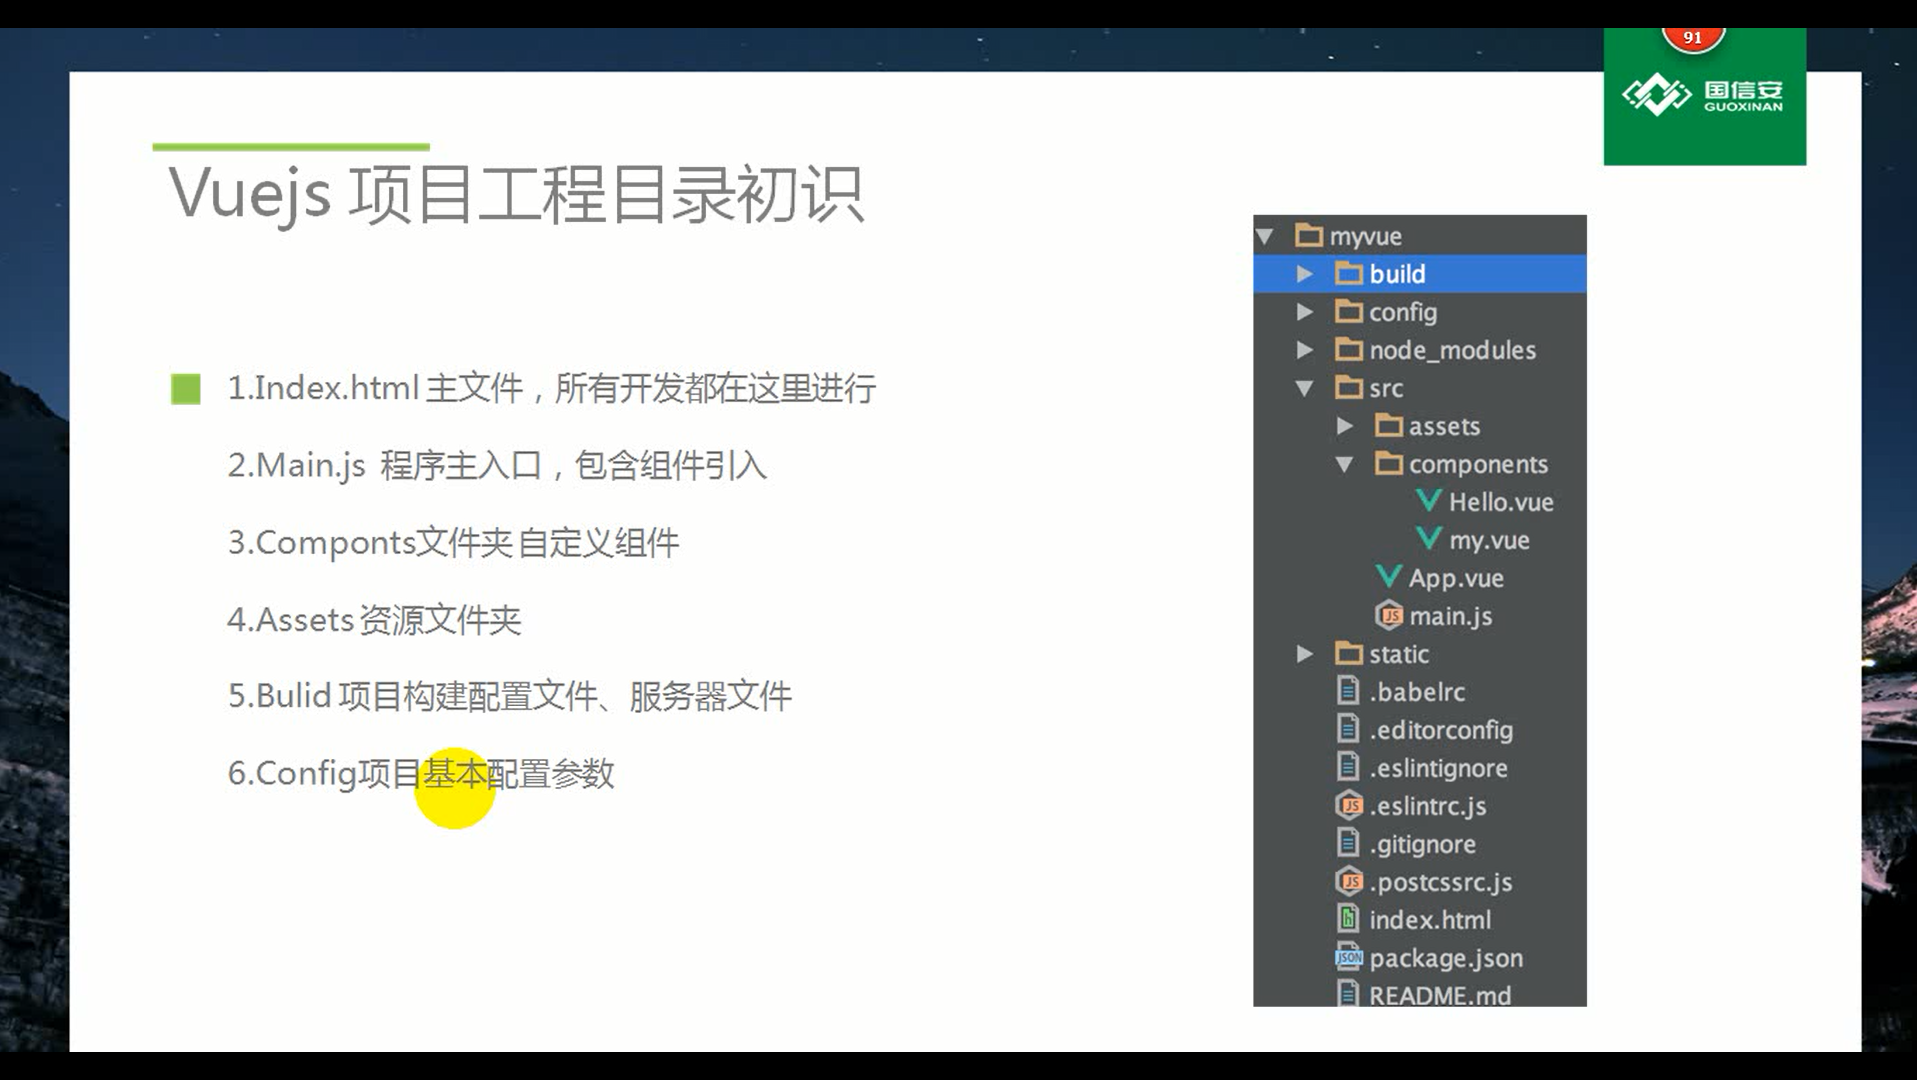 91
国信安
GUOXINAN
Vuejs 项目工程目录初识
1.Index.html 主文件，所有开发都在这里进行
2.Main.js 程序主入口，包含组件引入
3.Componts文件夹 自定义组件
4.Assets 资源文件夹
5.Bulid 项目构建配置文件、服务器文件
6.Config项目基本配置参数
myvue
build
config
node_modules
src
assets
components
Hello.vue
my.vue
App.vue
JS main.js
static
.babelrc
.editorconfig
.eslintignore
JS .eslintrc.js
.gitignore
JS .postcssrc.js
h index.html
JSON package.json
README.md